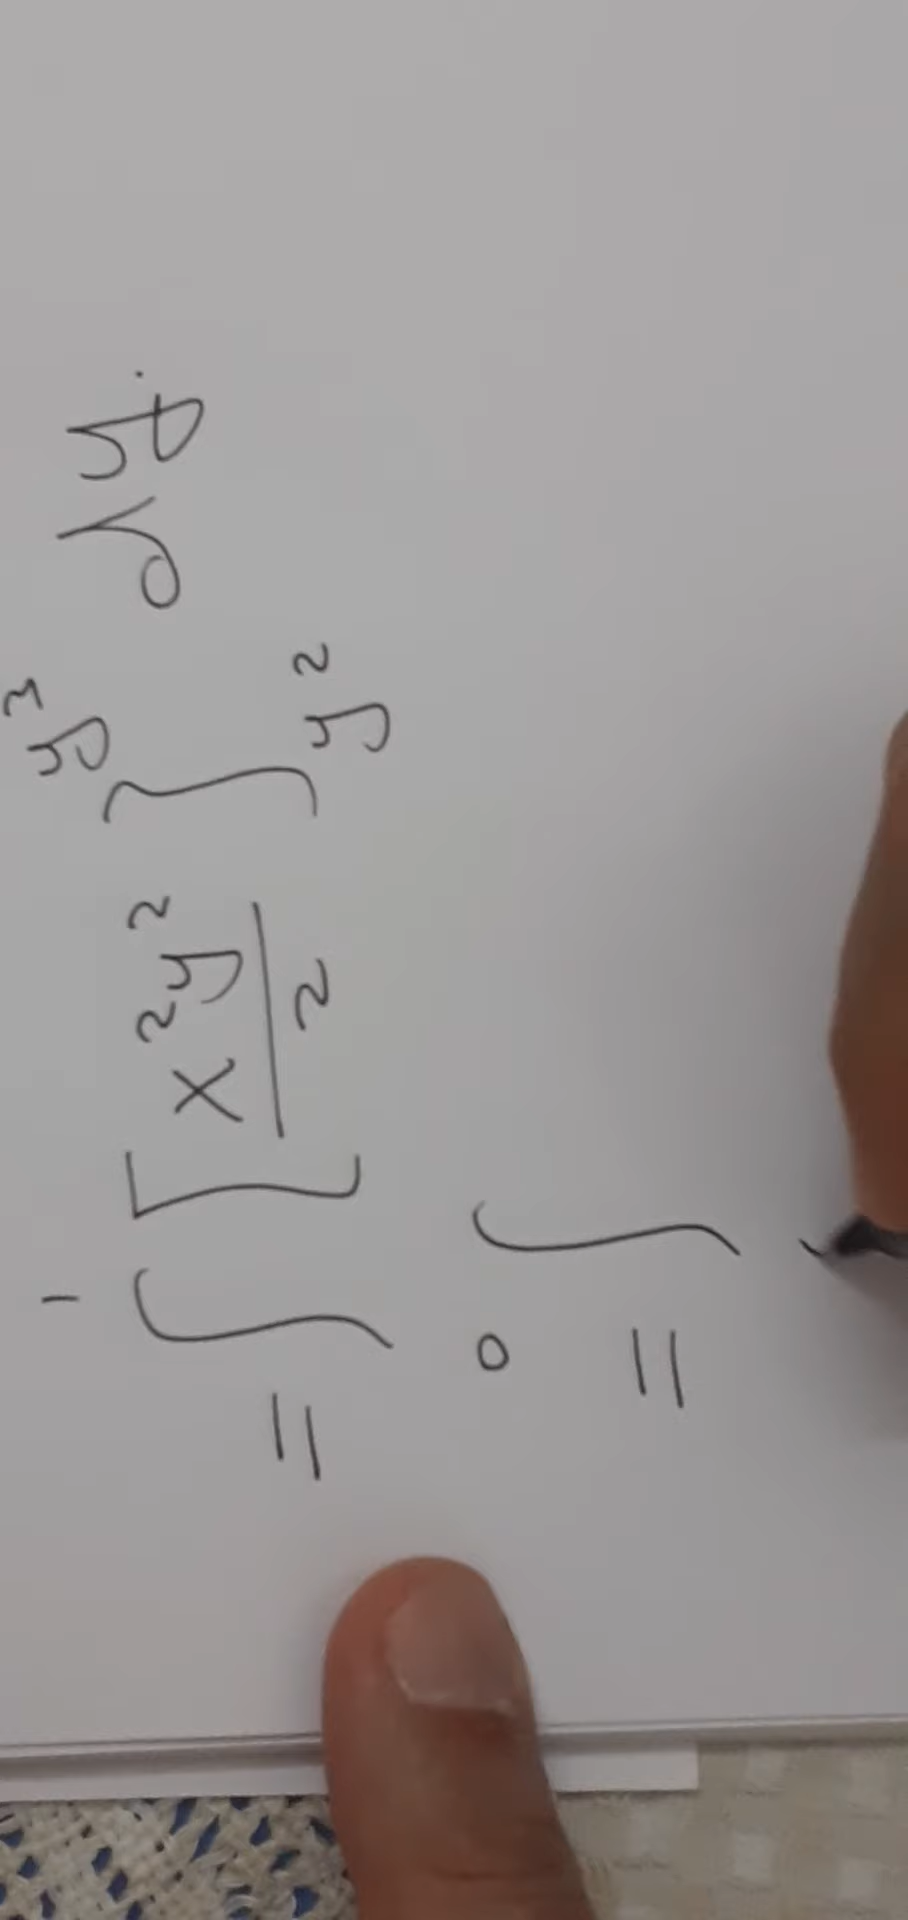 = ∫₀¹ [x²y²/2]_{y²}^{y³} dy.
= ∫